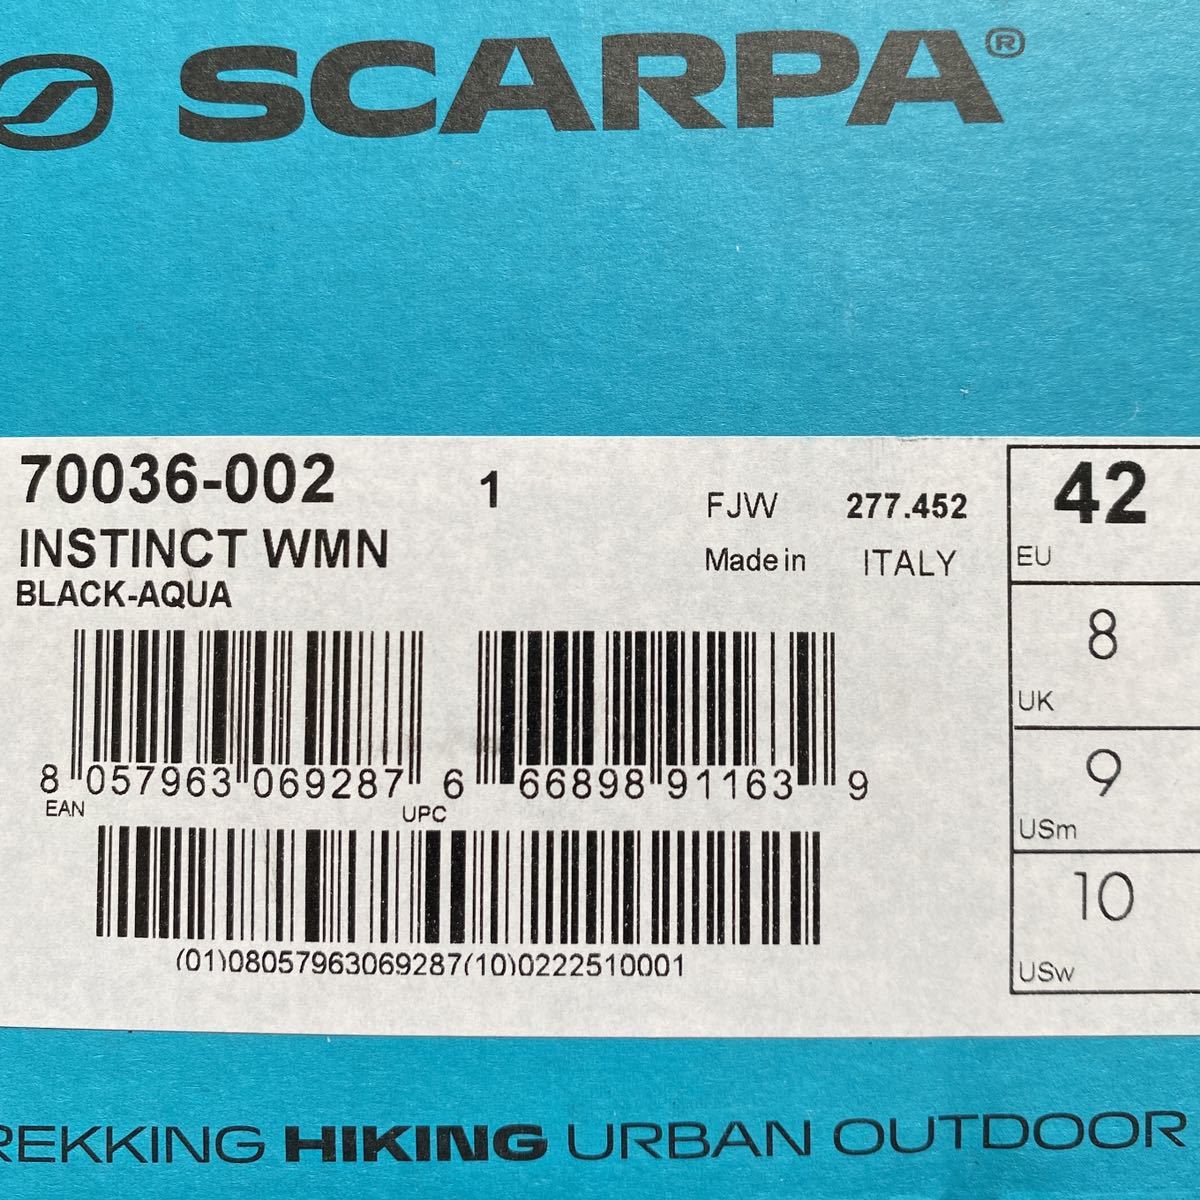 SCARPA®
70036-002 1 FJW 277.452
INSTINCT WMN Made in ITALY
BLACK-AQUA
42
EU
8
UK
9
USm
10
USw
8 057963 069287
EAN
6 66898 91163 9
UPC
(01)08057963069287(10)0222510001
REKKING HIKING URBAN OUTDOOR